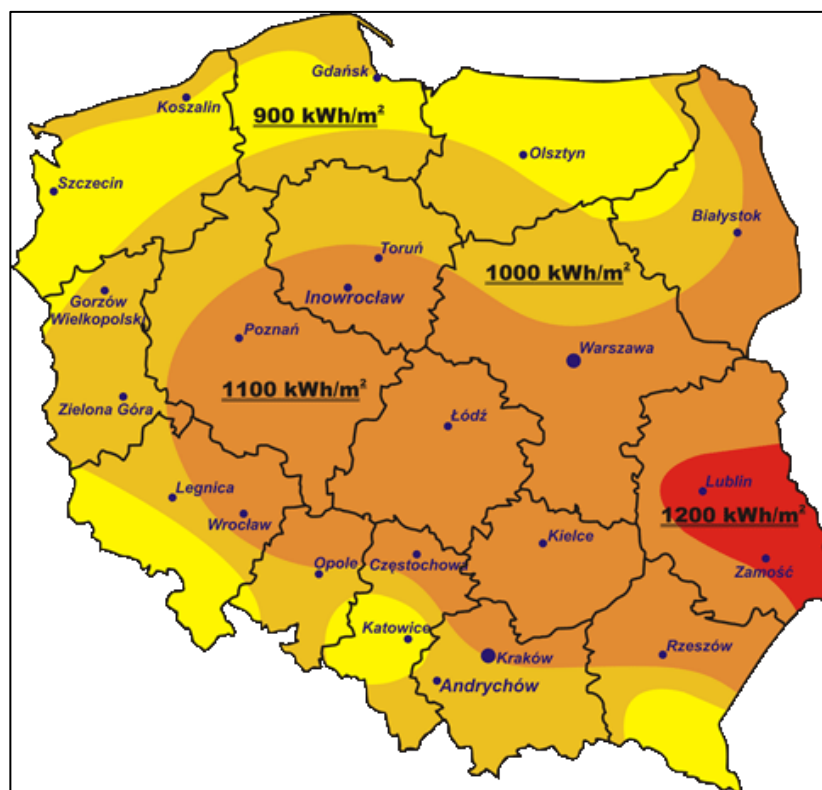 Gdańsk
Koszalin
900 kWh/m²
Olsztyn
Szczecin
Białystok
Toruń
1000 kWh/m²
Gorzów
Wielkopolski
Inowrocław
Poznań
Warszawa
1100 kWh/m²
Zielona Góra
Łódź
Legnica
Lublin
Wrocław
1200 kWh/m²
Kielce
Opole
Częstochowa
Zamość
Katowice
Kraków
Rzeszów
Andrychów